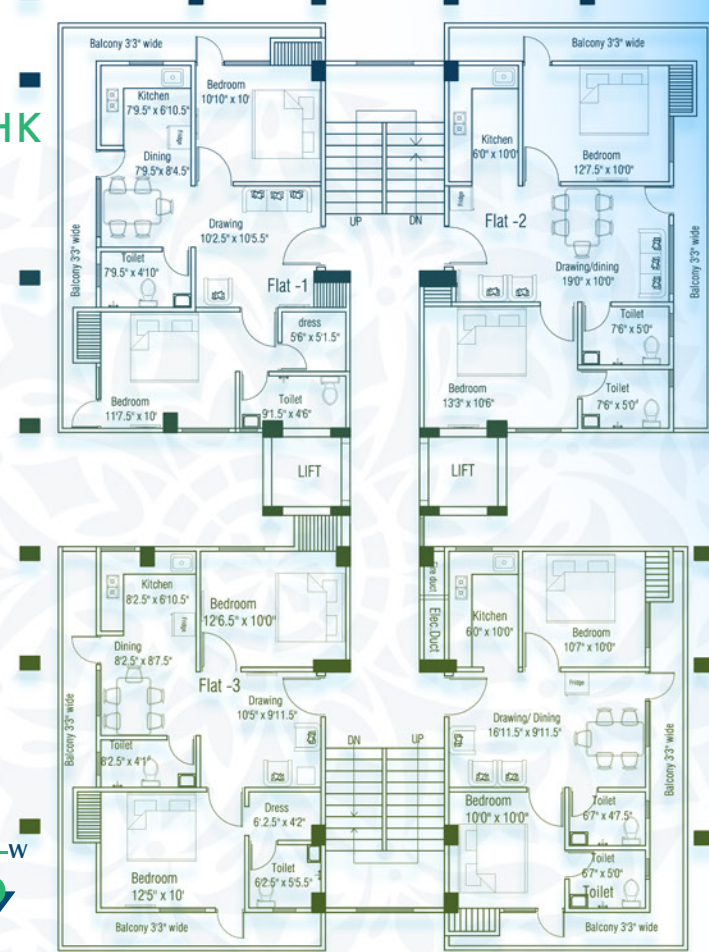 Balcony 3'3" wide
Kitchen
7'9.5" x 6'10.5"
Fridge
Dining
7'9.5" x 8'4.5"
Bedroom
10'10" x 10'
Drawing
10'2.5" x 10'5.5"
Toilet
7'9.5" x 4'10"
Balcony 3'3" wide
Flat -1
dress
5'6" x 5'1.5"
Bedroom
11'7.5" x 10'
Toilet
9'1.5" x 4'6"
HK
UP
DN
Balcony 3'3" wide
Kitchen
6'0" x 10'0"
Fridge
Bedroom
12'7.5" x 10'0"
Flat -2
Drawing/dining
19'0" x 10'0"
Balcony 3'3" wide
Toilet
7'6" x 5'0"
Bedroom
13'3" x 10'6"
Toilet
7'6" x 5'0"
LIFT
LIFT
Kitchen
8'2.5" x 6'10.5"
Fridge
Dining
8'2.5" x 8'7.5"
Bedroom
12'6.5" x 10'0"
Flat -3
Drawing
10'5" x 9'11.5"
Balcony 3'3" wide
Toilet
Dress
6'.2.5" x 4'2"
Bedroom
12'5" x 10'
Toilet
6'2.5" x 5'5.5"
Balcony 3'3" wide
DN
UP
Fire duct
Elec.Duct
Kitchen
6'0" x 10'0"
Bedroom
10'7" x 10'0"
Fridge
Drawing/ Dining
16'11.5" x 9'11.5"
Balcony 3'3" wide
Bedroom
10'0" x 10'0"
Toilet
6'7" x 4'7.5"
Toilet
6'7" x 5'0"
Toilet
Balcony 3'3" wide
-W